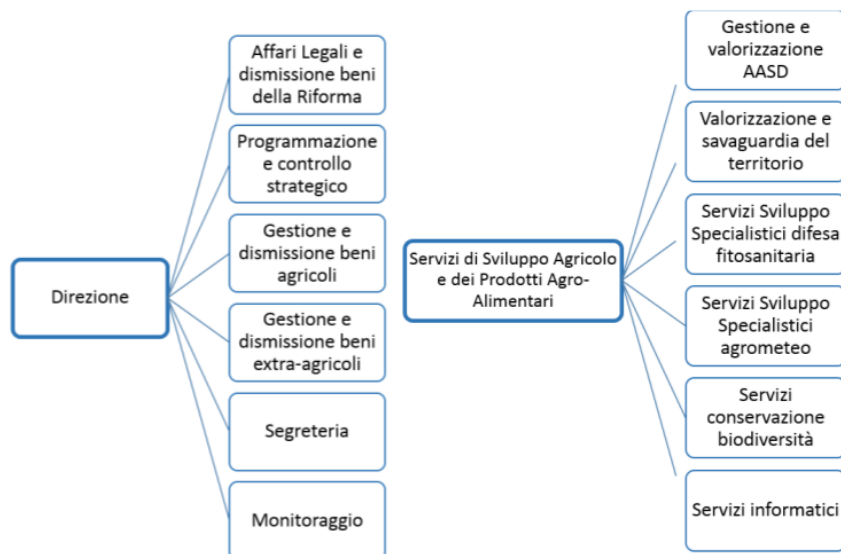 Direzione
Affari Legali e
dismissione beni
della Riforma
Programmazione
e controllo
strategico
Gestione e
dismissione beni
agricoli
Gestione e
dismissione beni
extra-agricoli
Segreteria
Monitoraggio
Servizi di Sviluppo Agricolo
e dei Prodotti Agro-
Alimentari
Gestione e
valorizzazione
AASD
Valorizzazione e
savaguardia del
territorio
Servizi Sviluppo
Specialistici difesa
fitosanitaria
Servizi Sviluppo
Specialistici
agrometeo
Servizi
conservazione
biodiversità
Servizi informatici